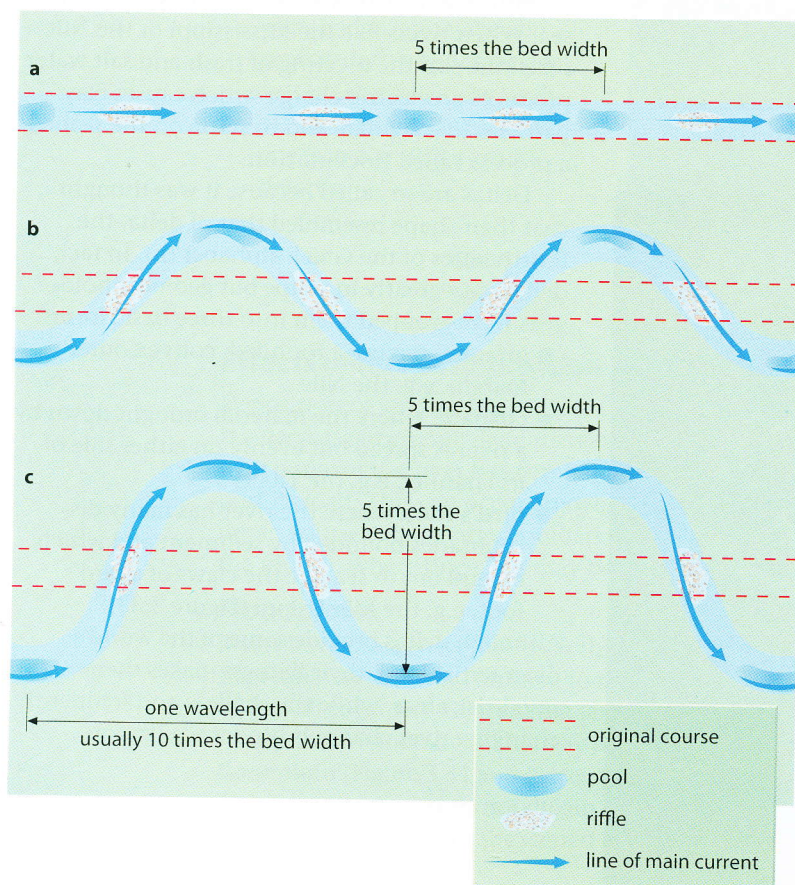 5 times the bed width
a
b
5 times the bed width
c
5 times the
bed width
one wavelength
usually 10 times the bed width
original course
pool
riffle
line of main current